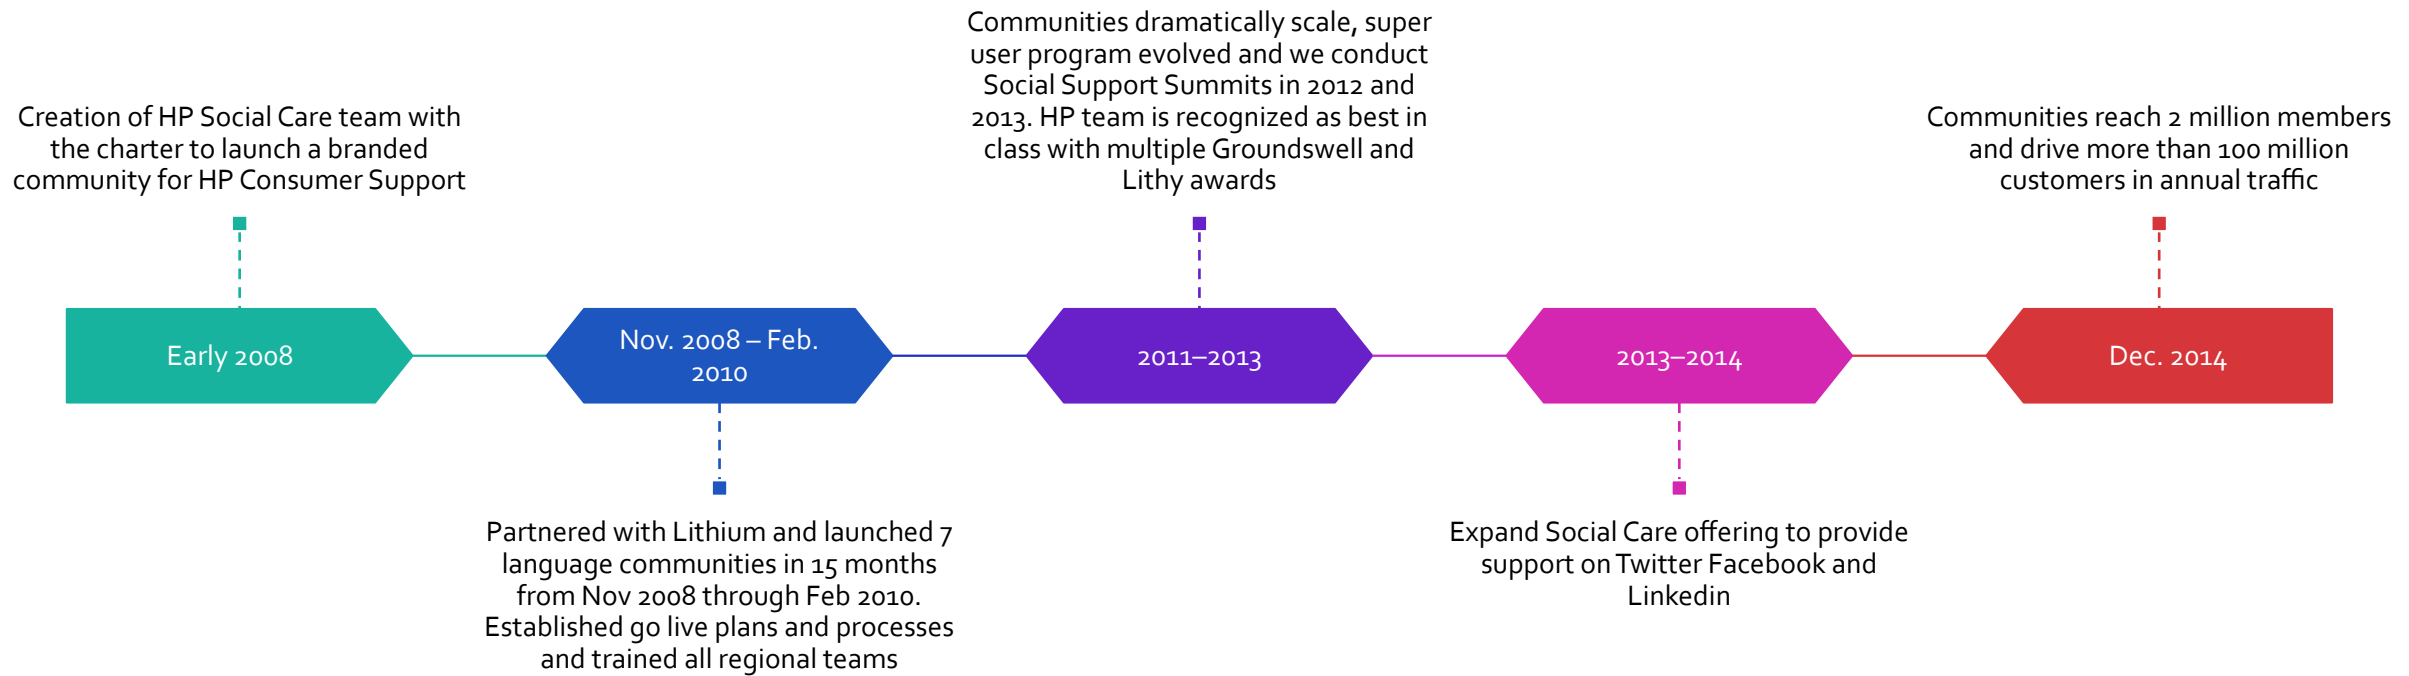 Creation of HP Social Care team with
the charter to launch a branded
community for HP Consumer Support
Early 2008
Nov. 2008 – Feb.
2010
Partnered with Lithium and launched 7
language communities in 15 months
from Nov 2008 through Feb 2010.
Established go live plans and processes
and trained all regional teams
Communities dramatically scale, super
user program evolved and we conduct
Social Support Summits in 2012 and
2013. HP team is recognized as best in
class with multiple Groundswell and
Lithy awards
2011–2013
2013–2014
Expand Social Care offering to provide
support on Twitter Facebook and
Linkedin
Communities reach 2 million members
and drive more than 100 million
customers in annual traffic
Dec. 2014